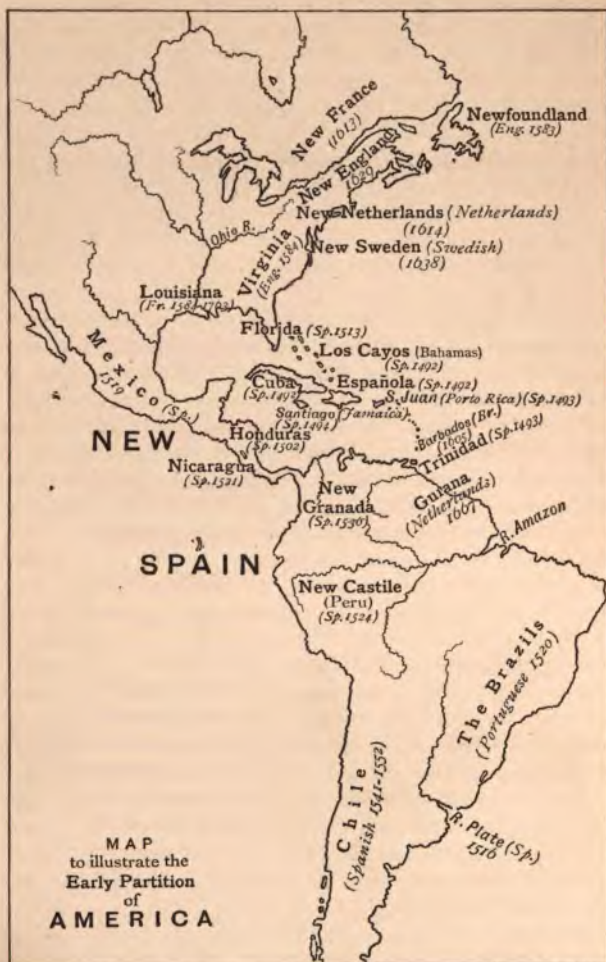 New France
(1613)
Newfoundland
(Eng. 1583)
New England
1620
New Netherlands (Netherlands)
(1614)
Ohio R.
Virginia
(Eng. 1584)
New Sweden (Swedish)
(1638)
Louisiana
Florida (Sp. 1513)
Mexico (Sp.)
1519
Los Cayos (Bahamas)
(Sp. 1492)
Cuba
(Sp. 1492)
Española (Sp. 1492)
S. Juan (Porto Rica) (Sp. 1493)
Santiago (Jamaica)
(Sp. 1494)
Barbados (Br.)
(1605)
Trinidad (Sp. 1493)
Honduras
(Sp. 1502)
NEW
Nicaragua
(Sp. 1521)
New
Granada
(Sp. 1536)
Guiana
(Netherlands)
1667
R. Amazon
SPAIN
New Castile
(Peru)
(Sp. 1524)
The Brazils
(Portuguese 1520)
Chile
(Spanish 1541-1552)
R. Plate (Sp.)
1516
MAP
to illustrate the
Early Partition
of
AMERICA